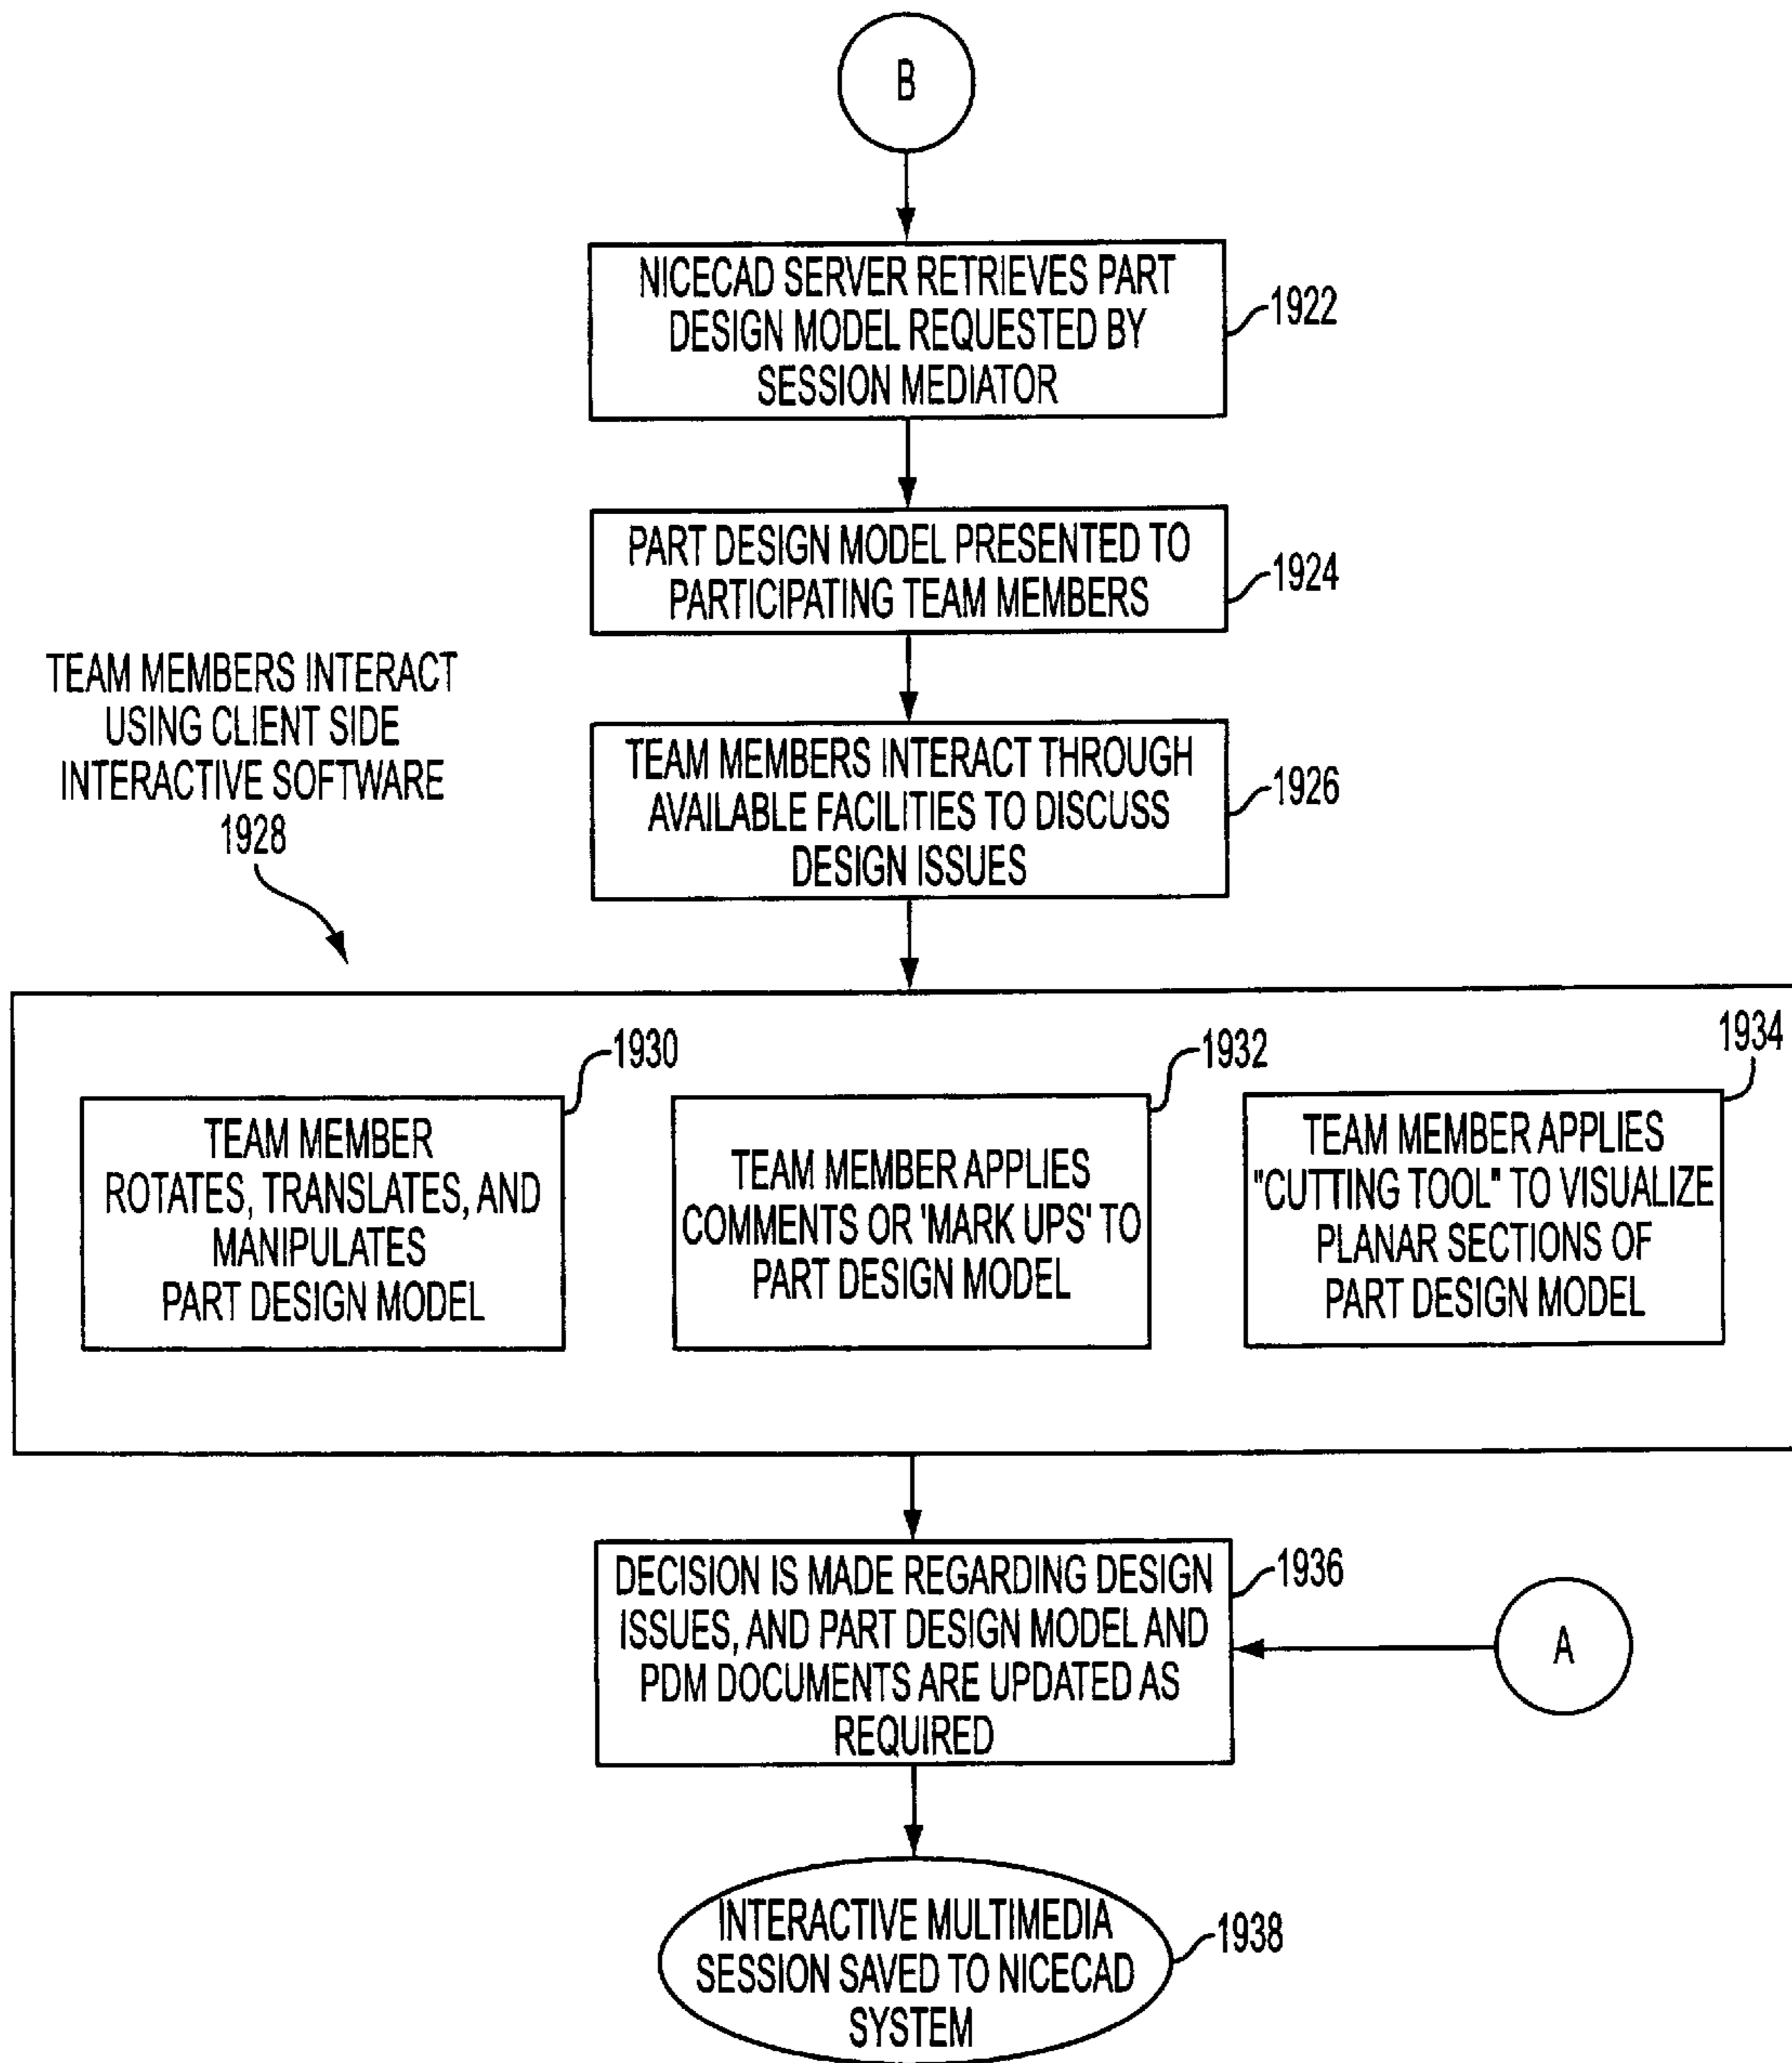 B
NICECAD SERVER RETRIEVES PART
DESIGN MODEL REQUESTED BY
SESSION MEDIATOR
1922
PART DESIGN MODEL PRESENTED TO
PARTICIPATING TEAM MEMBERS
1924
TEAM MEMBERS INTERACT
USING CLIENT SIDE
INTERACTIVE SOFTWARE
1928
TEAM MEMBERS INTERACT THROUGH
AVAILABLE FACILITIES TO DISCUSS
DESIGN ISSUES
1926
1930
TEAM MEMBER
ROTATES, TRANSLATES, AND
MANIPULATES
PART DESIGN MODEL
1932
TEAM MEMBER APPLIES
COMMENTS OR 'MARK UPS' TO
PART DESIGN MODEL
1934
TEAM MEMBER APPLIES
"CUTTING TOOL" TO VISUALIZE
PLANAR SECTIONS OF
PART DESIGN MODEL
DECISION IS MADE REGARDING DESIGN
ISSUES, AND PART DESIGN MODEL AND
PDM DOCUMENTS ARE UPDATED AS
REQUIRED
1936
A
INTERACTIVE MULTIMEDIA
SESSION SAVED TO NICECAD
SYSTEM
1938